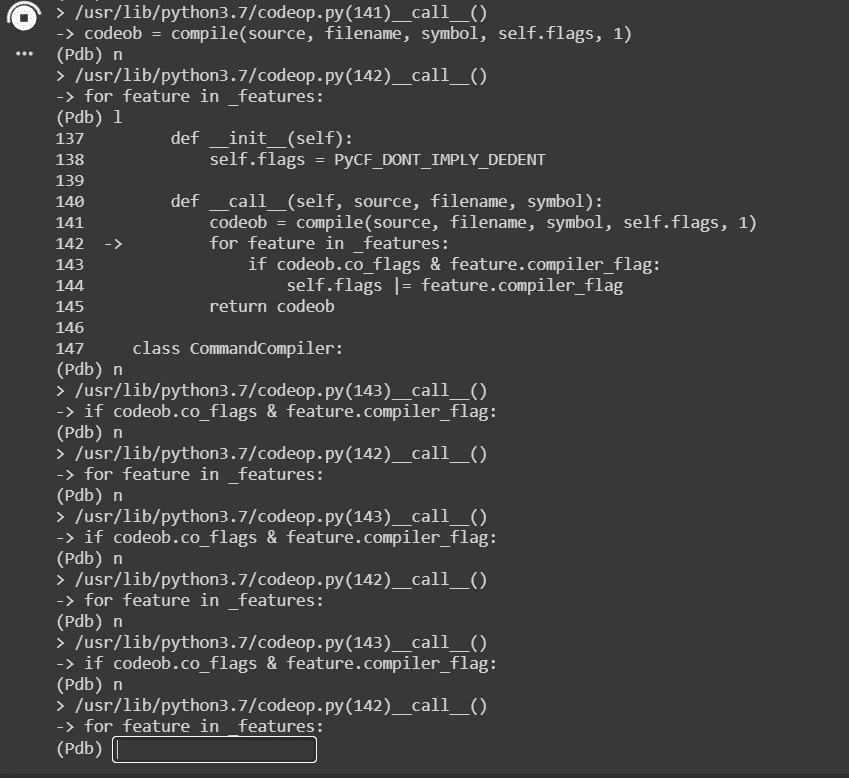 > /usr/lib/python3.7/codeop.py(141)__call__()
-> codeob = compile(source, filename, symbol, self.flags, 1)
(Pdb) n
> /usr/lib/python3.7/codeop.py(142)__call__()
-> for feature in _features:
(Pdb) l
137         def __init__(self):
138             self.flags = PyCF_DONT_IMPLY_DEDENT
139
140         def __call__(self, source, filename, symbol):
141             codeob = compile(source, filename, symbol, self.flags, 1)
142  ->         for feature in _features:
143                 if codeob.co_flags & feature.compiler_flag:
144                     self.flags |= feature.compiler_flag
145             return codeob
146
147     class CommandCompiler:
(Pdb) n
> /usr/lib/python3.7/codeop.py(143)__call__()
-> if codeob.co_flags & feature.compiler_flag:
(Pdb) n
> /usr/lib/python3.7/codeop.py(142)__call__()
-> for feature in _features:
(Pdb) n
> /usr/lib/python3.7/codeop.py(143)__call__()
-> if codeob.co_flags & feature.compiler_flag:
(Pdb) n
> /usr/lib/python3.7/codeop.py(142)__call__()
-> for feature in _features:
(Pdb) n
> /usr/lib/python3.7/codeop.py(143)__call__()
-> if codeob.co_flags & feature.compiler_flag:
(Pdb) n
> /usr/lib/python3.7/codeop.py(142)__call__()
-> for feature in _features:
(Pdb)